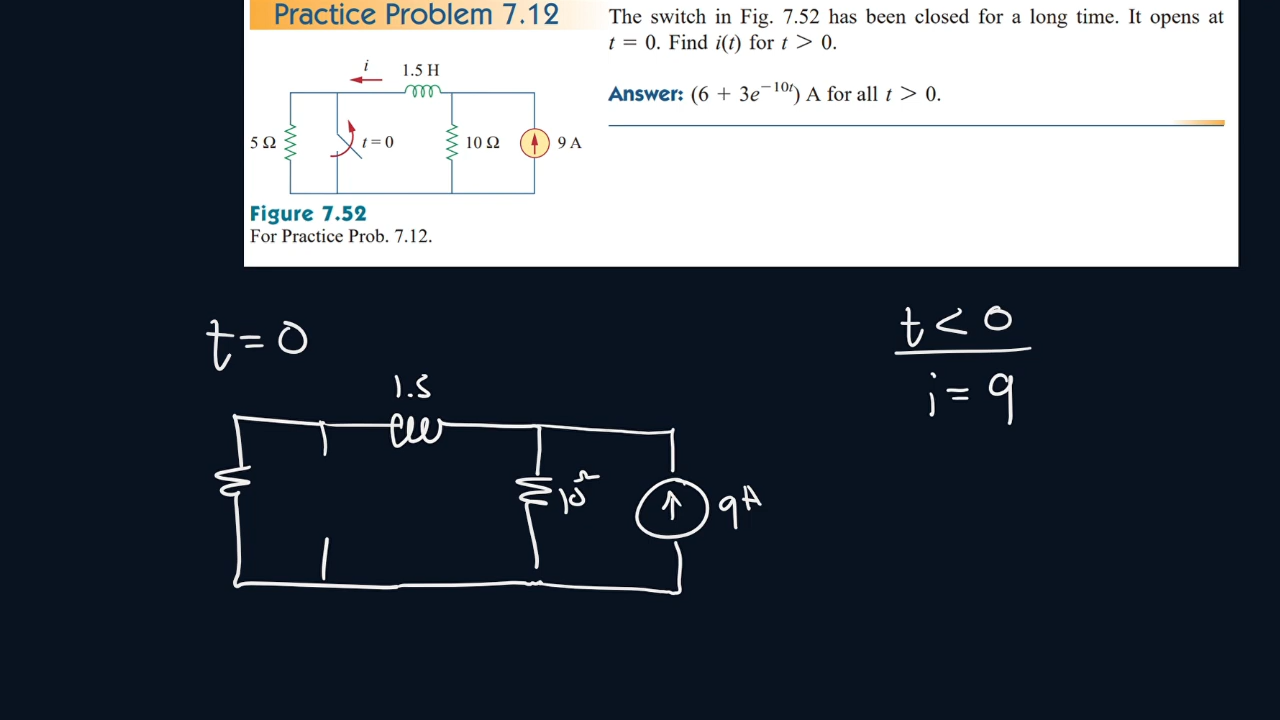 Practice Problem 7.12
The switch in Fig. 7.52 has been closed for a long time. It opens at
t = 0. Find i(t) for t > 0.
Answer: (6 + 3e^{−10t}) A for all t > 0.
i
1.5 H
5 Ω
t = 0
10 Ω
9 A
Figure 7.52
For Practice Prob. 7.12.
t = 0
t < 0
i = 9
1.5
10Ω
9A